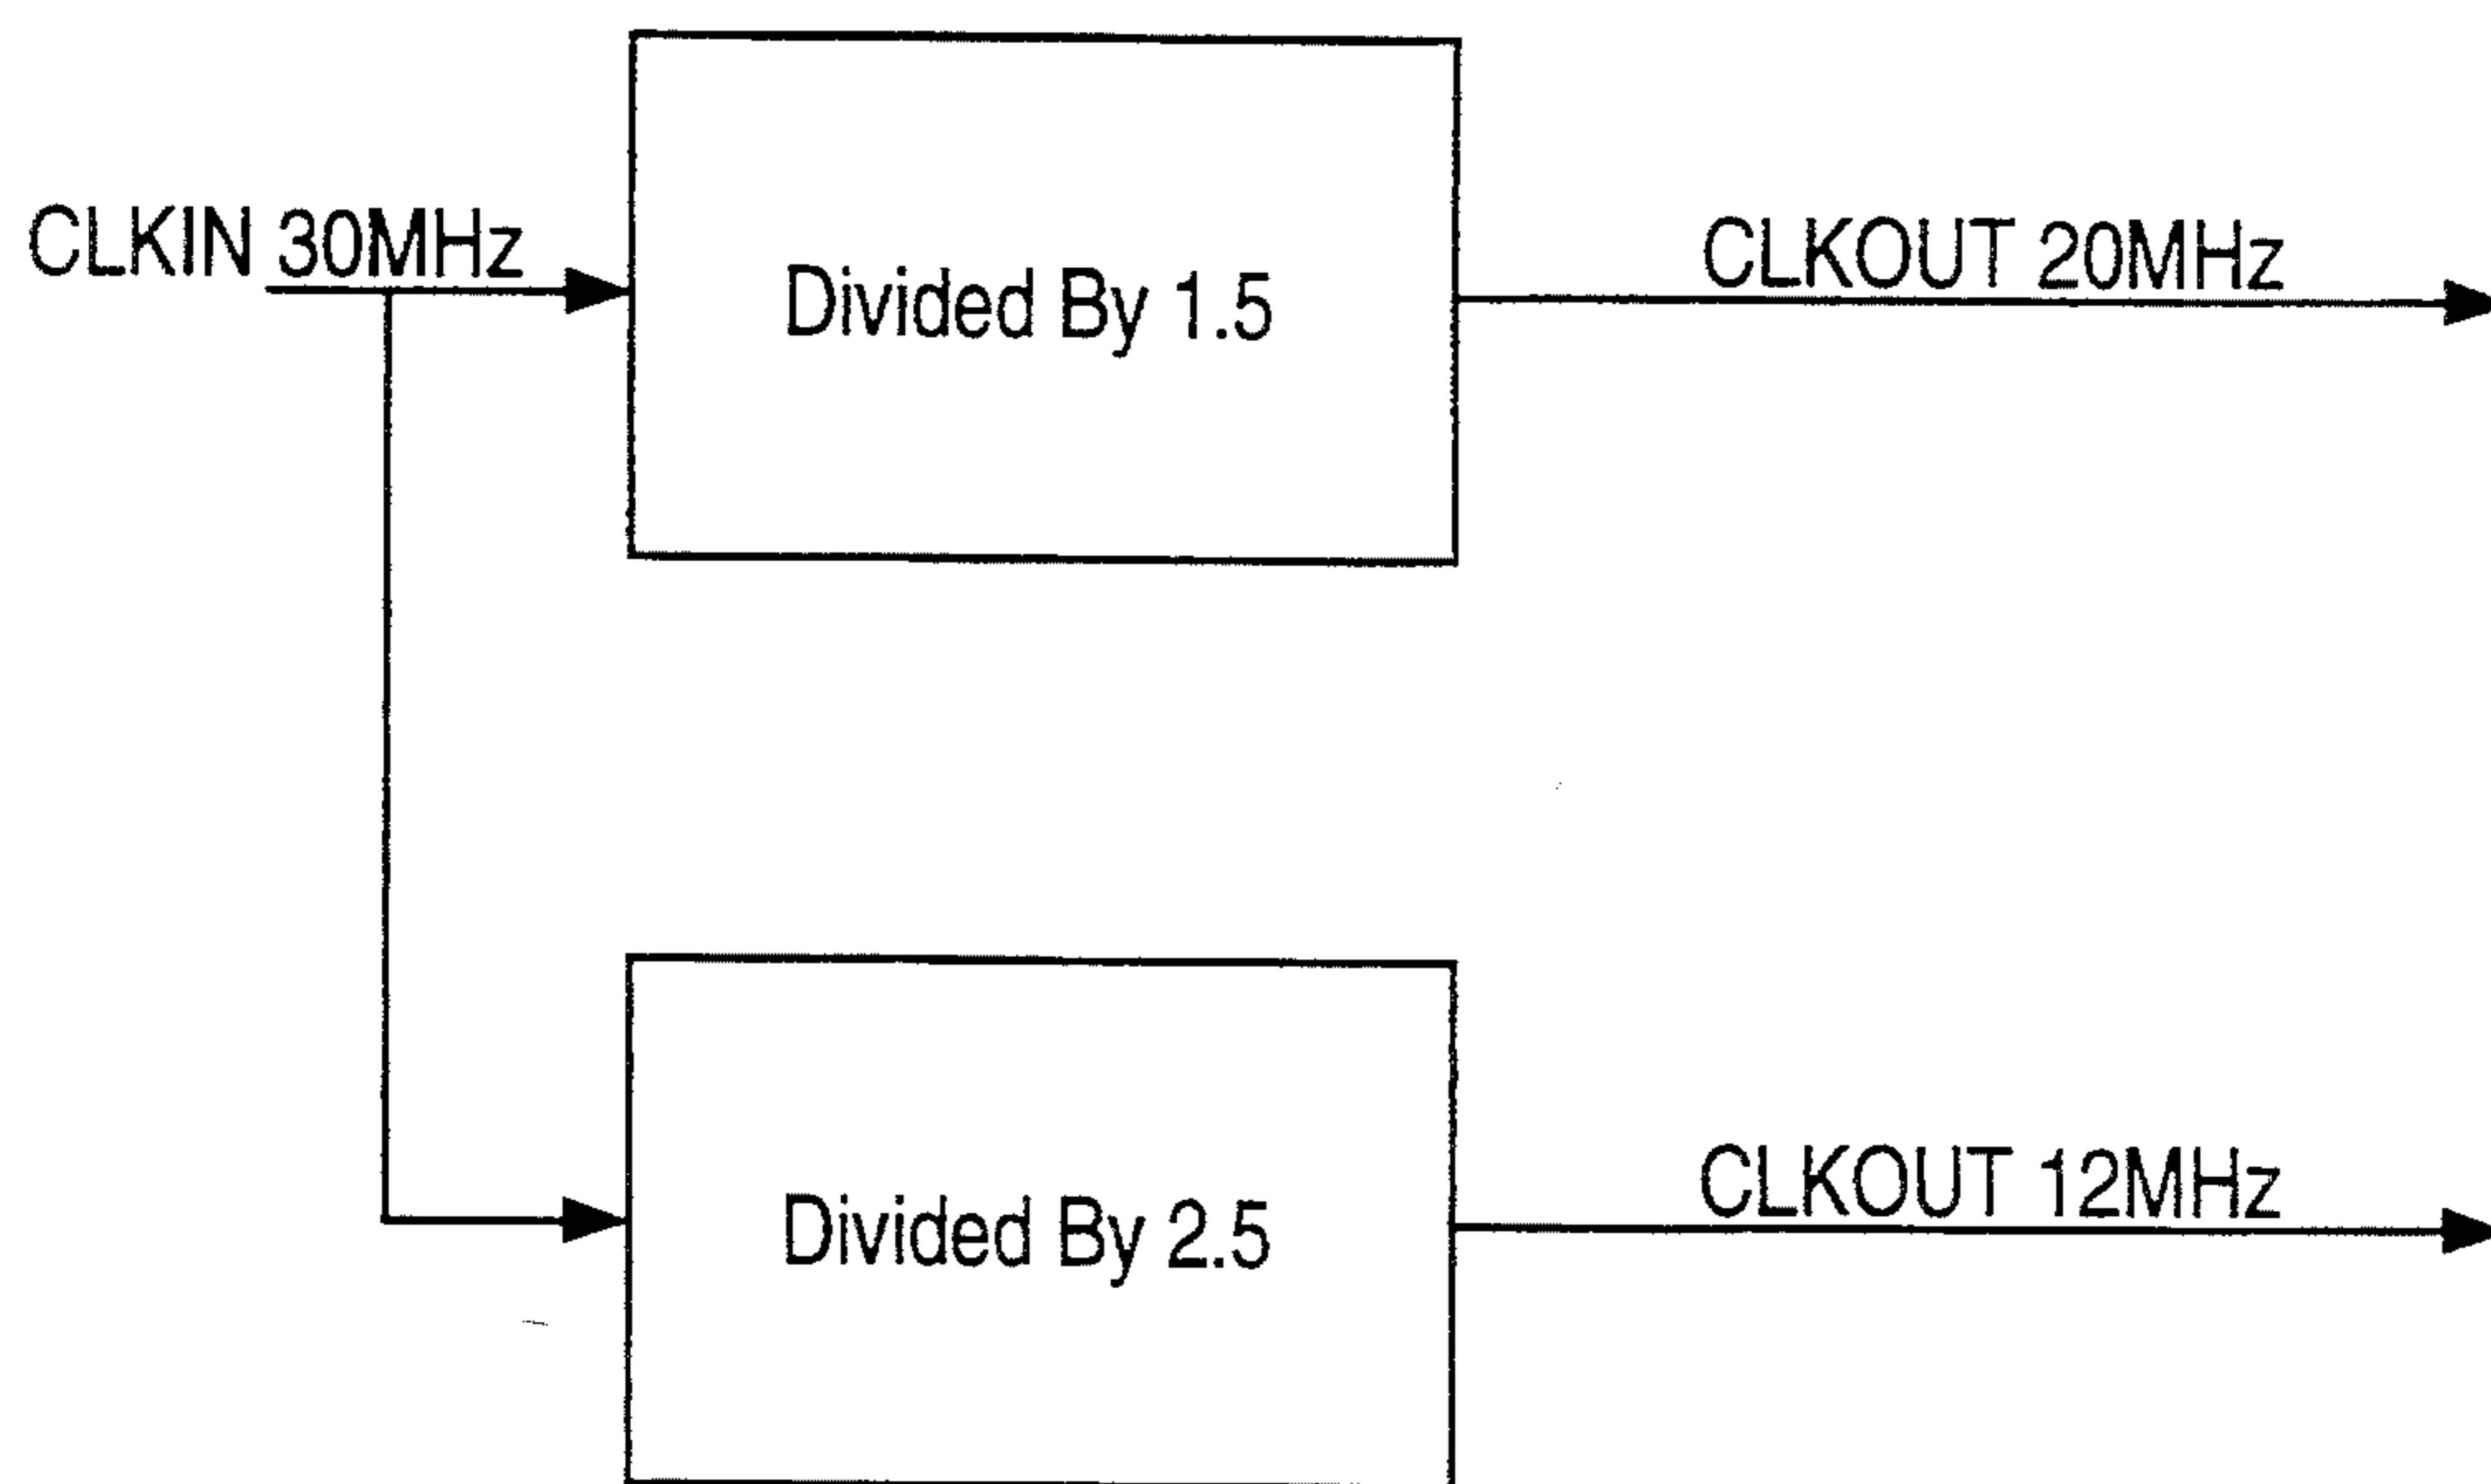 CLKIN 30MHz
Divided By 1.5
CLKOUT 20MHz
Divided By 2.5
CLKOUT 12MHz